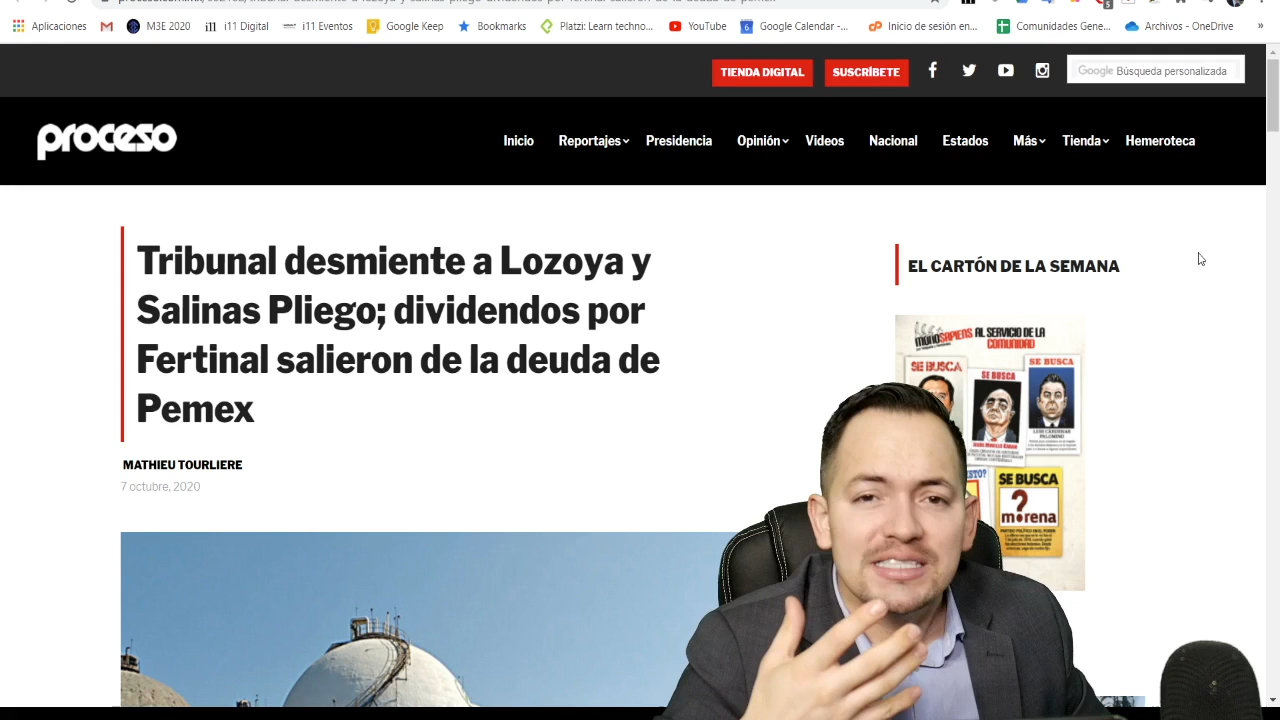 Aplicaciones
M3E 2020
i11 Digital
i11 Eventos
Google Keep
Bookmarks
Platzi: Learn techno...
YouTube
Google Calendar -...
Inicio de sesión en...
Comunidades Gene...
Archivos - OneDrive
»
TIENDA DIGITAL
SUSCRÍBETE
Google Búsqueda personalizada
proceso
Inicio
Reportajes
Presidencia
Opinión
Videos
Nacional
Estados
Más
Tienda
Hemeroteca
Tribunal desmiente a Lozoya y
Salinas Pliego; dividendos por
Fertinal salieron de la deuda de
Pemex
MATHIEU TOURLIERE
7 octubre, 2020
EL CARTÓN DE LA SEMANA
MONOSAPIENS AL SERVICIO DE LA
COMUNIDAD
SE BUSCA
SE BUSCA
LUIS CÁRDENAS
PALOMINO
SE BUSCA
?
morena